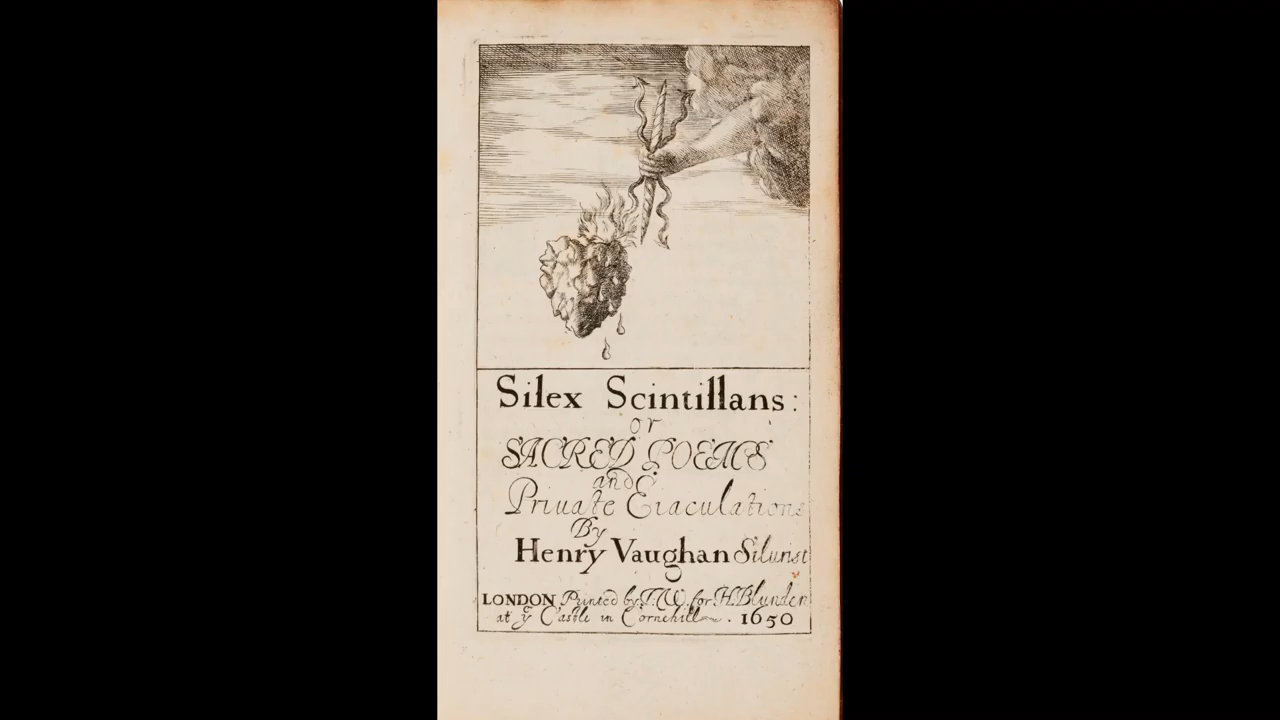 Silex Scintillans:
or
SACRED POEMS
and
Priuate Eiaculations
By
Henry Vaughan Silurist
LONDON Printed by T.W. for H. Blunden
at yͤ Castle in Cornehill. 1650